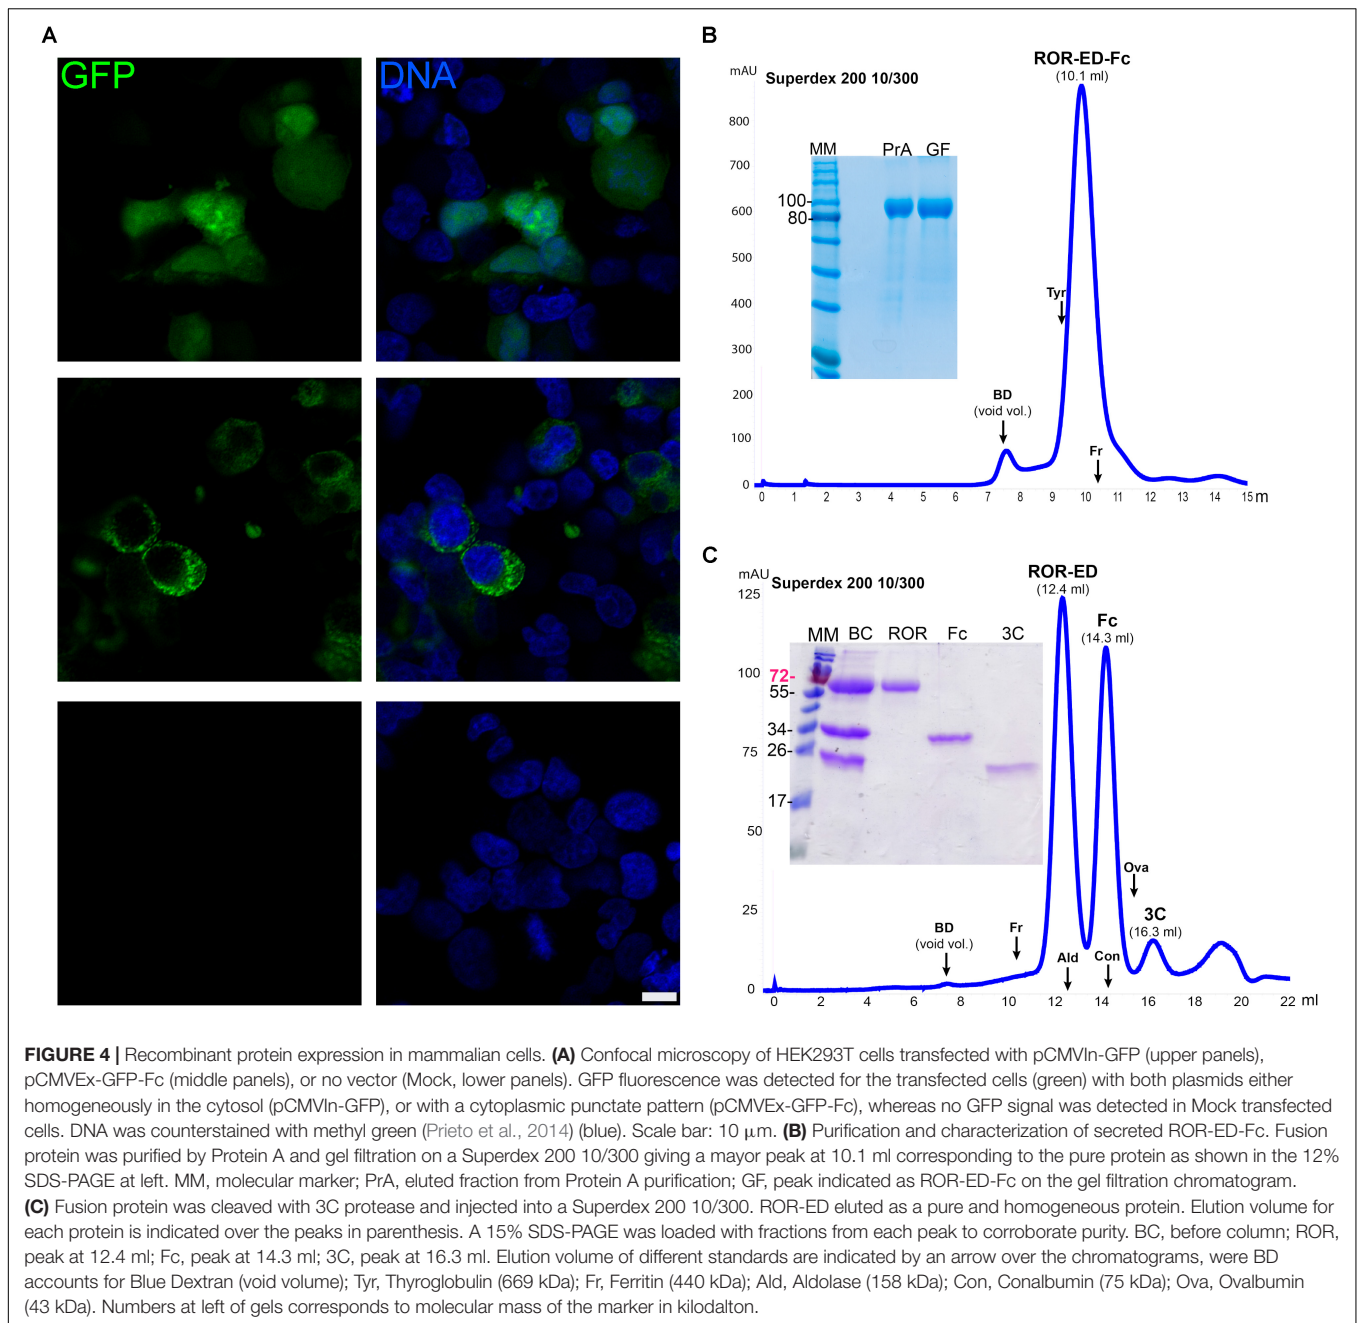 A
GFP
DNA
B
mAU
Superdex 200 10/300
ROR-ED-Fc
(10.1 ml)
800
700
600
500
400
300
200
100
0
MM PrA GF
100-
80-
Tyr
BD
(void vol.)
Fr
0 1 2 3 4 5 6 7 8 9 10 11 12 13 14 15 m
C
mAU
Superdex 200 10/300
ROR-ED
(12.4 ml)
Fc
(14.3 ml)
125
100
75
50
25
0
MM BC ROR Fc 3C
72-
55-
34-
26-
17-
Ova
3C
(16.3 ml)
BD
(void vol.)
Fr
Ald
Con
0 2 4 6 8 10 12 14 16 18 20 22 ml
FIGURE 4 | Recombinant protein expression in mammalian cells. (A) Confocal microscopy of HEK293T cells transfected with pCMVIn-GFP (upper panels),
pCMVEx-GFP-Fc (middle panels), or no vector (Mock, lower panels). GFP fluorescence was detected for the transfected cells (green) with both plasmids either
homogeneously in the cytosol (pCMVIn-GFP), or with a cytoplasmic punctate pattern (pCMVEx-GFP-Fc), whereas no GFP signal was detected in Mock transfected
cells. DNA was counterstained with methyl green (Prieto et al., 2014) (blue). Scale bar: 10 μm. (B) Purification and characterization of secreted ROR-ED-Fc. Fusion
protein was purified by Protein A and gel filtration on a Superdex 200 10/300 giving a mayor peak at 10.1 ml corresponding to the pure protein as shown in the 12%
SDS-PAGE at left. MM, molecular marker; PrA, eluted fraction from Protein A purification; GF, peak indicated as ROR-ED-Fc on the gel filtration chromatogram.
(C) Fusion protein was cleaved with 3C protease and injected into a Superdex 200 10/300. ROR-ED eluted as a pure and homogeneous protein. Elution volume for
each protein is indicated over the peaks in parenthesis. A 15% SDS-PAGE was loaded with fractions from each peak to corroborate purity. BC, before column; ROR,
peak at 12.4 ml; Fc, peak at 14.3 ml; 3C, peak at 16.3 ml. Elution volume of different standards are indicated by an arrow over the chromatograms, were BD
accounts for Blue Dextran (void volume); Tyr, Thyroglobulin (669 kDa); Fr, Ferritin (440 kDa); Ald, Aldolase (158 kDa); Con, Conalbumin (75 kDa); Ova, Ovalbumin
(43 kDa). Numbers at left of gels corresponds to molecular mass of the marker in kilodalton.